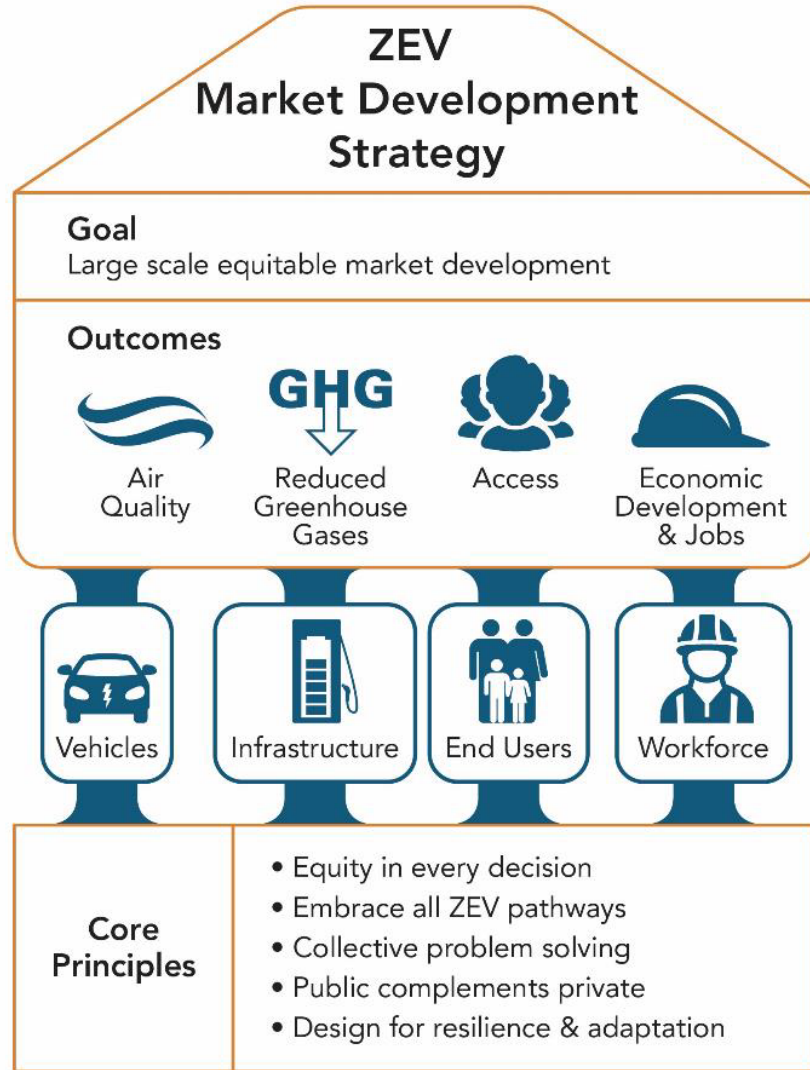 ZEV
Market Development
Strategy
Goal
Large scale equitable market development
Outcomes
GHG
Air
Quality
Reduced
Greenhouse
Gases
Access
Economic
Development
& Jobs
Vehicles
Infrastructure
End Users
Workforce
Core
Principles
• Equity in every decision
• Embrace all ZEV pathways
• Collective problem solving
• Public complements private
• Design for resilience & adaptation